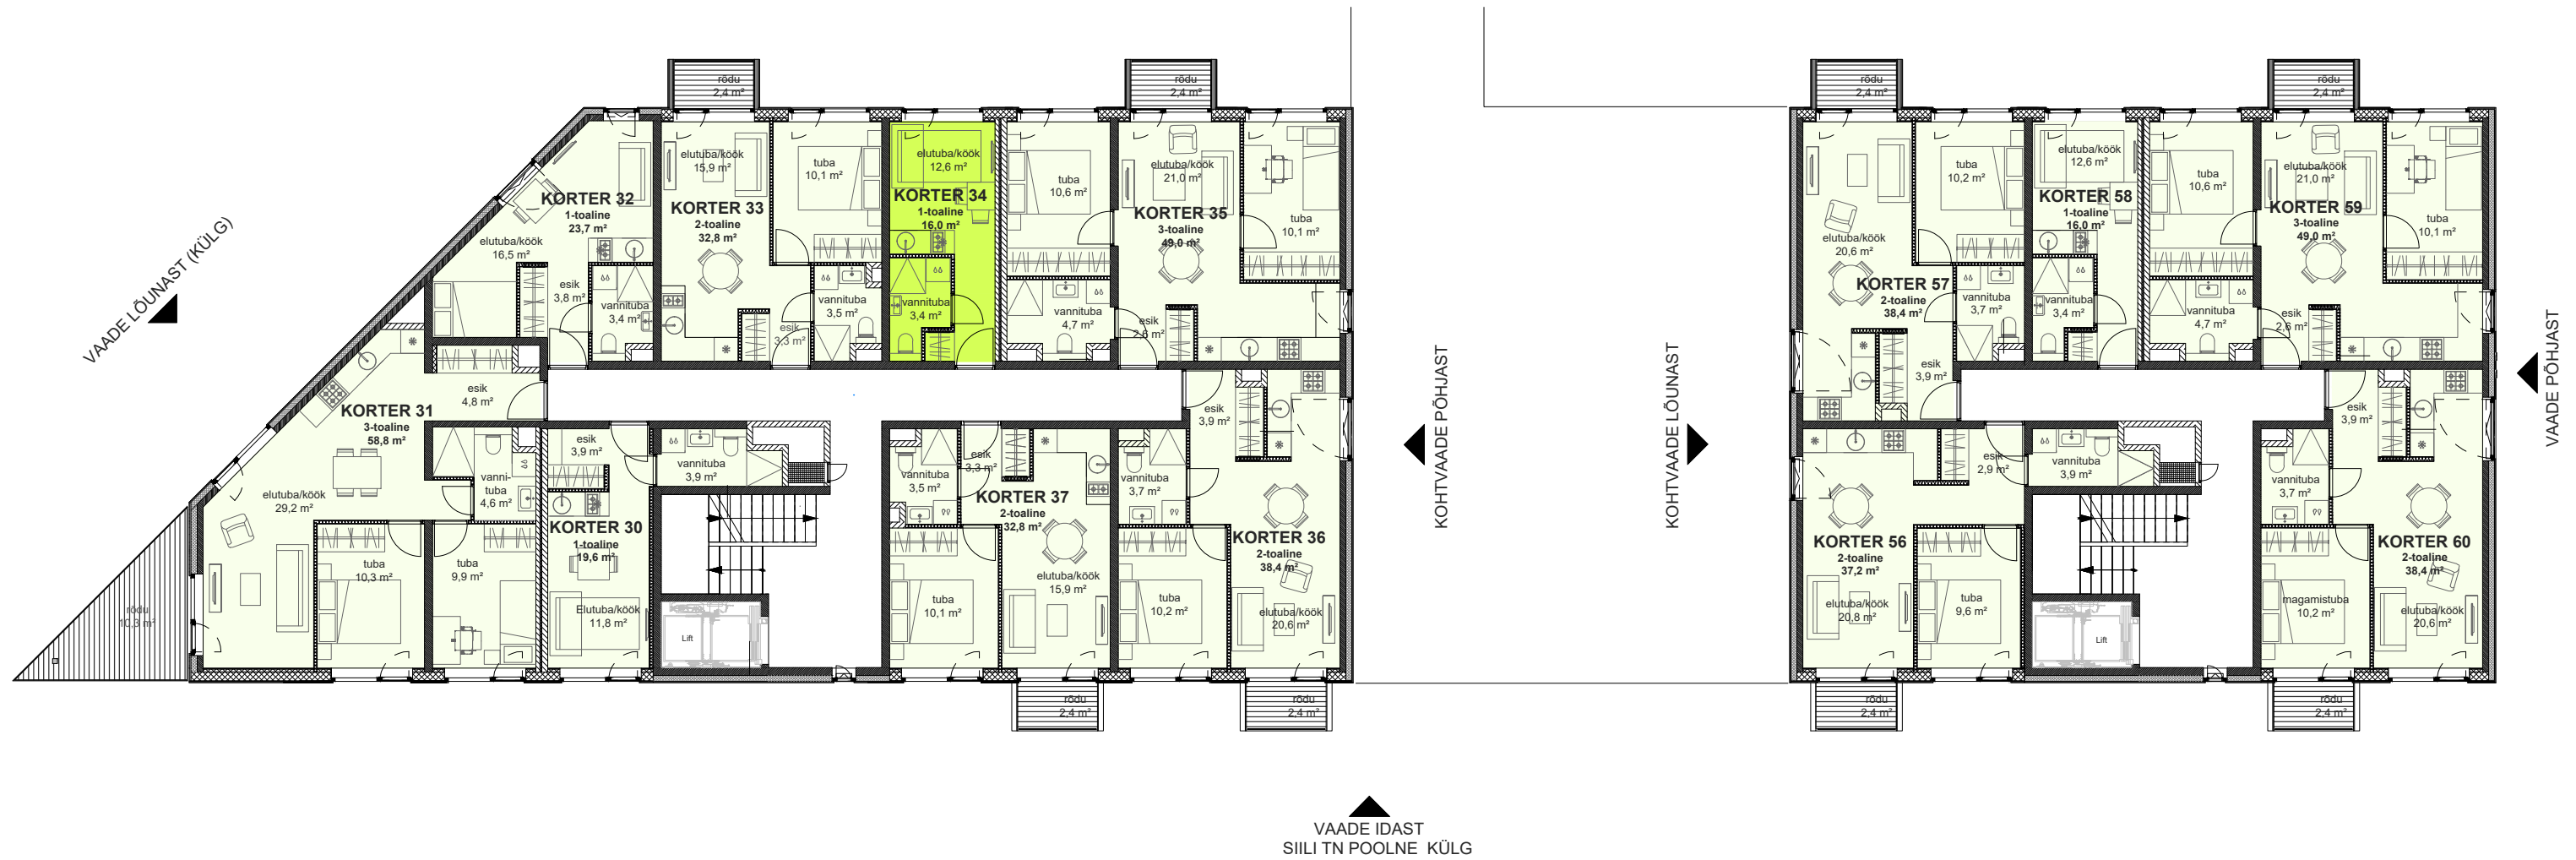 VAADE LÕUNAST (KÜLG)
rõdu
2,4 m²
rõdu
2,4 m²
KORTER 32
1-toaline
23,7 m²
elutuba/köök
16,5 m²
esik
3,8 m²
vannituba
3,4 m²
elutuba/köök
15,9 m²
KORTER 33
2-toaline
32,8 m²
tuba
10,1 m²
vannituba
3,5 m²
esik
3,3 m²
elutuba/köök
12,6 m²
KORTER 34
1-toaline
16,0 m²
vannituba
3,4 m²
tuba
10,6 m²
elutuba/köök
21,0 m²
KORTER 35
3-toaline
49,0 m²
tuba
10,1 m²
vannituba
4,7 m²
esik
2,6 m²
esik
4,8 m²
KORTER 31
3-toaline
58,8 m²
elutuba/köök
29,2 m²
vanni-
tuba
4,6 m²
tuba
10,3 m²
tuba
9,9 m²
rõdu
10,3 m²
esik
3,9 m²
vannituba
3,9 m²
KORTER 30
1-toaline
19,6 m²
Elutuba/köök
11,8 m²
Lift
vannituba
3,5 m²
esik
3,3 m²
KORTER 37
2-toaline
32,8 m²
elutuba/köök
15,9 m²
tuba
10,1 m²
esik
3,9 m²
vannituba
3,7 m²
KORTER 36
2-toaline
38,4 m²
tuba
10,2 m²
elutuba/köök
20,6 m²
rõdu
2,4 m²
rõdu
2,4 m²
KOHTVAADE PÕHJAST
KOHTVAADE LÕUNAST
rõdu
2,4 m²
rõdu
2,4 m²
elutuba/köök
20,6 m²
KORTER 57
2-toaline
38,4 m²
tuba
10,2 m²
vannituba
3,7 m²
esik
3,9 m²
elutuba/köök
12,6 m²
KORTER 58
1-toaline
16,0 m²
vannituba
3,4 m²
tuba
10,6 m²
elutuba/köök
21,0 m²
KORTER 59
3-toaline
49,0 m²
tuba
10,1 m²
vannituba
4,7 m²
esik
2,6 m²
esik
2,9 m²
vannituba
3,9 m²
KORTER 56
2-toaline
37,2 m²
elutuba/köök
20,8 m²
tuba
9,6 m²
Lift
esik
3,9 m²
vannituba
3,7 m²
KORTER 60
2-toaline
38,4 m²
magamistuba
10,2 m²
elutuba/köök
20,6 m²
rõdu
2,4 m²
rõdu
2,4 m²
VAADE PÕHJAST
VAADE IDAST
SIILI TN POOLNE KÜLG